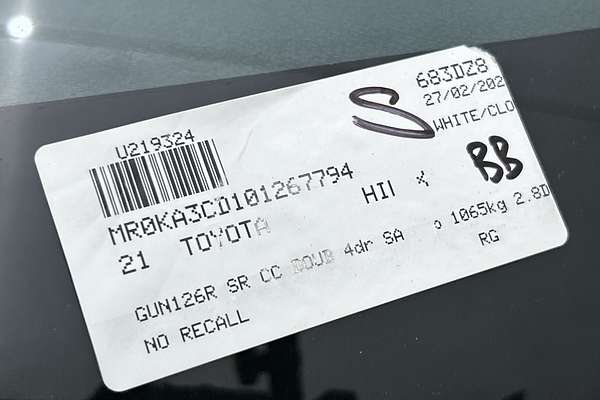 U219324 S 683DZ8
27/02/202
WHITE/CLO
MR0KA3CD101267794 BB
21 TOYOTA HII
GUN126R SR CC DOUB 4dr SA 1065kg 2.8D
NO RECALL RG